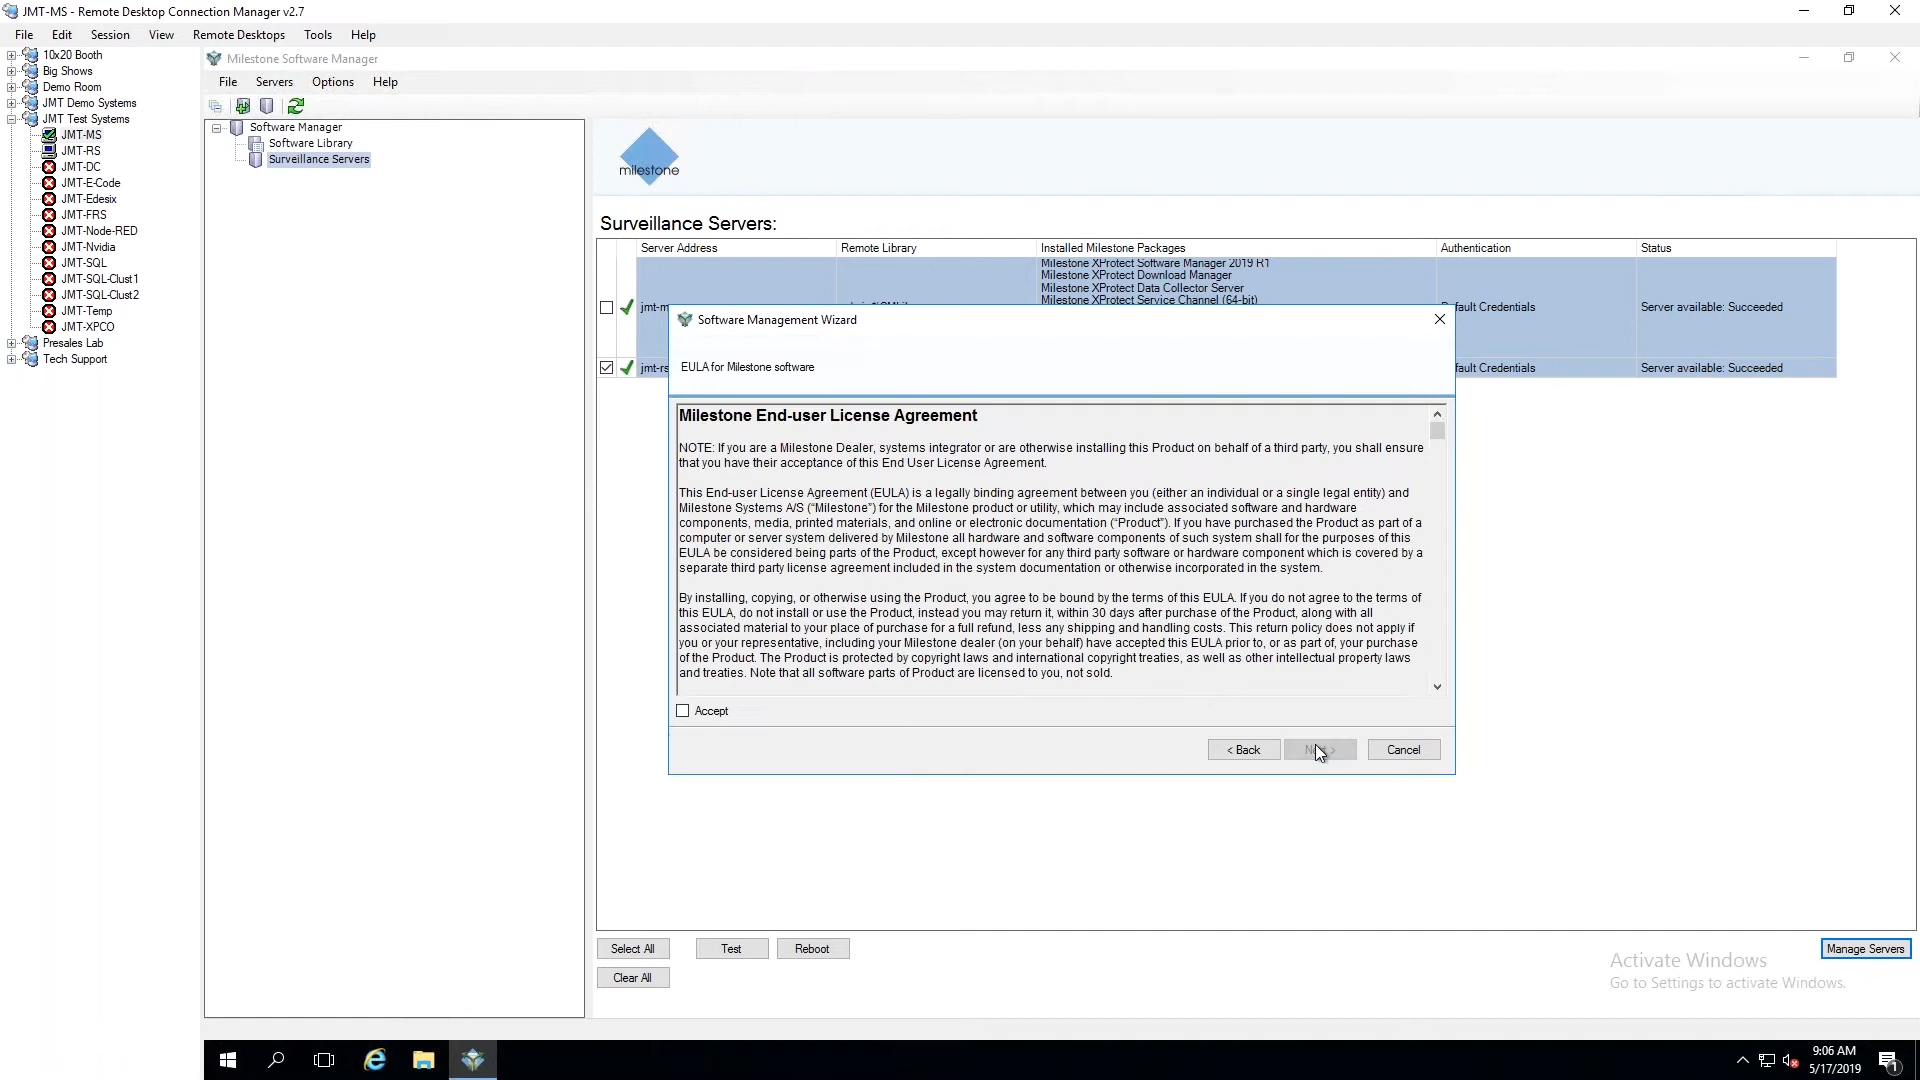 JMT-MS - Remote Desktop Connection Manager v2.7
File Edit Session View Remote Desktops Tools Help
10x20 Booth
Big Shows
Demo Room
JMT Demo Systems
JMT Test Systems
JMT-MS
JMT-RS
JMT-DC
JMT-E-Code
JMT-Edesix
JMT-FRS
JMT-Node-RED
JMT-Nvidia
JMT-SQL
JMT-SQL-Clust1
JMT-SQL-Clust2
JMT-Temp
JMT-XPCO
Presales Lab
Tech Support
Milestone Software Manager
File Servers Options Help
Software Manager
Software Library
Surveillance Servers
milestone
Surveillance Servers:
Server Address Remote Library Installed Milestone Packages Authentication Status
Milestone XProtect Software Manager 2019 R1
Milestone XProtect Download Manager
Milestone XProtect Data Collector Server
Milestone XProtect Service Channel (64-bit)
Server available: Succeeded
Credentials Server available: Succeeded
Software Management Wizard
EULA for Milestone software
Milestone End-user License Agreement
NOTE: If you are a Milestone Dealer, systems integrator or are otherwise installing this Product on behalf of a third party, you shall ensure
that you have their acceptance of this End User License Agreement.
This End-user License Agreement (EULA) is a legally binding agreement between you (either an individual or a single legal entity) and
Milestone Systems A/S (“Milestone”) for the Milestone product or utility, which may include associated software and hardware
components, media, printed materials, and online or electronic documentation (“Product”). If you have purchased the Product as part of a
computer or server system delivered by Milestone all hardware and software components of such system shall for the purposes of this
EULA be considered being parts of the Product, except however for any third party software or hardware component which is covered by a
separate third party license agreement included in the system documentation or otherwise incorporated in the system.
By installing, copying, or otherwise using the Product, you agree to be bound by the terms of this EULA. If you do not agree to the terms of
this EULA, do not install or use the Product, instead you may return it, within 30 days after purchase of the Product, along with all
associated material to your place of purchase for a full refund, less any shipping and handling costs. This return policy does not apply if
you or your representative, including your Milestone dealer (on your behalf) have accepted this EULA prior to, or as part of, your purchase
of the Product. The Product is protected by copyright laws and international copyright treaties, as well as other intellectual property laws
and treaties. Note that all software parts of Product are licensed to you, not sold.
Accept
< Back Next > Cancel
Select All Test Reboot Manage Servers
Clear All
Activate Windows
Go to Settings to activate Windows.
9:06 AM
5/17/2019
1